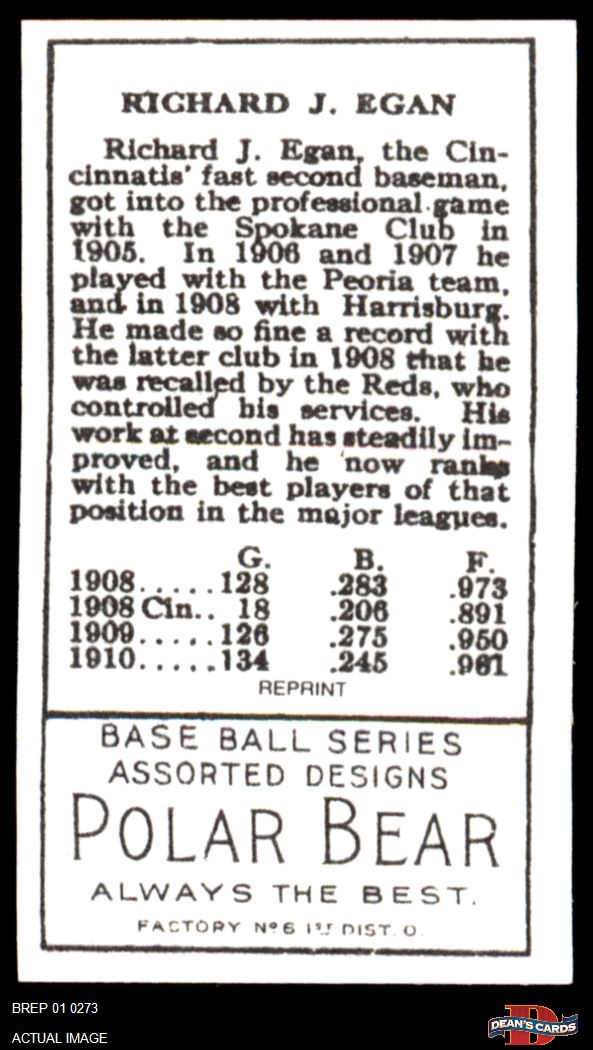 RICHARD J. EGAN
Richard J. Egan, the Cin-
cinnatis' fast second baseman,
got into the professional game
with the Spokane Club in
1905. In 1906 and 1907 he
played with the Peoria team,
and in 1908 with Harrisburg.
He made so fine a record with
the latter club in 1908 that he
was recalled by the Reds, who
controlled his services. His
work at second has steadily im-
proved, and he now ranks
with the best players of that
position in the major leagues.
G. B. F.
1908.....128 .283 .973
1908 Cin.. 18 .206 .891
1909.....126 .275 .950
1910.....134 .245 .961
REPRINT
BASE BALL SERIES
ASSORTED DESIGNS
POLAR BEAR
ALWAYS THE BEST.
FACTORY Nº 6 1ST DIST. O.
BREP 01 0273
ACTUAL IMAGE
D
DEAN'S CARDS